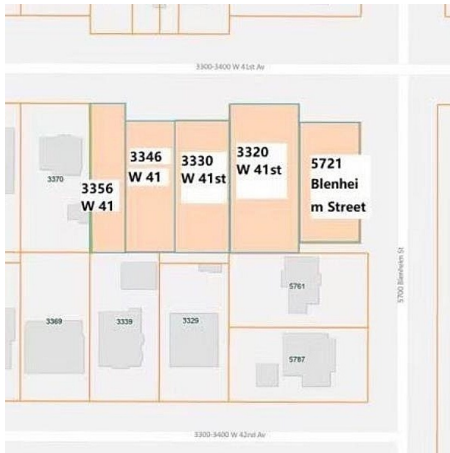 3300-3400 W 41st Av
3370
3356
W 41
3346
W 41
3330
W 41st
3320
W 41st
5721
Blenhei
m Street
5700 Blenheim St
5761
3369
3339
3329
5787
3300-3400 W 42nd Av